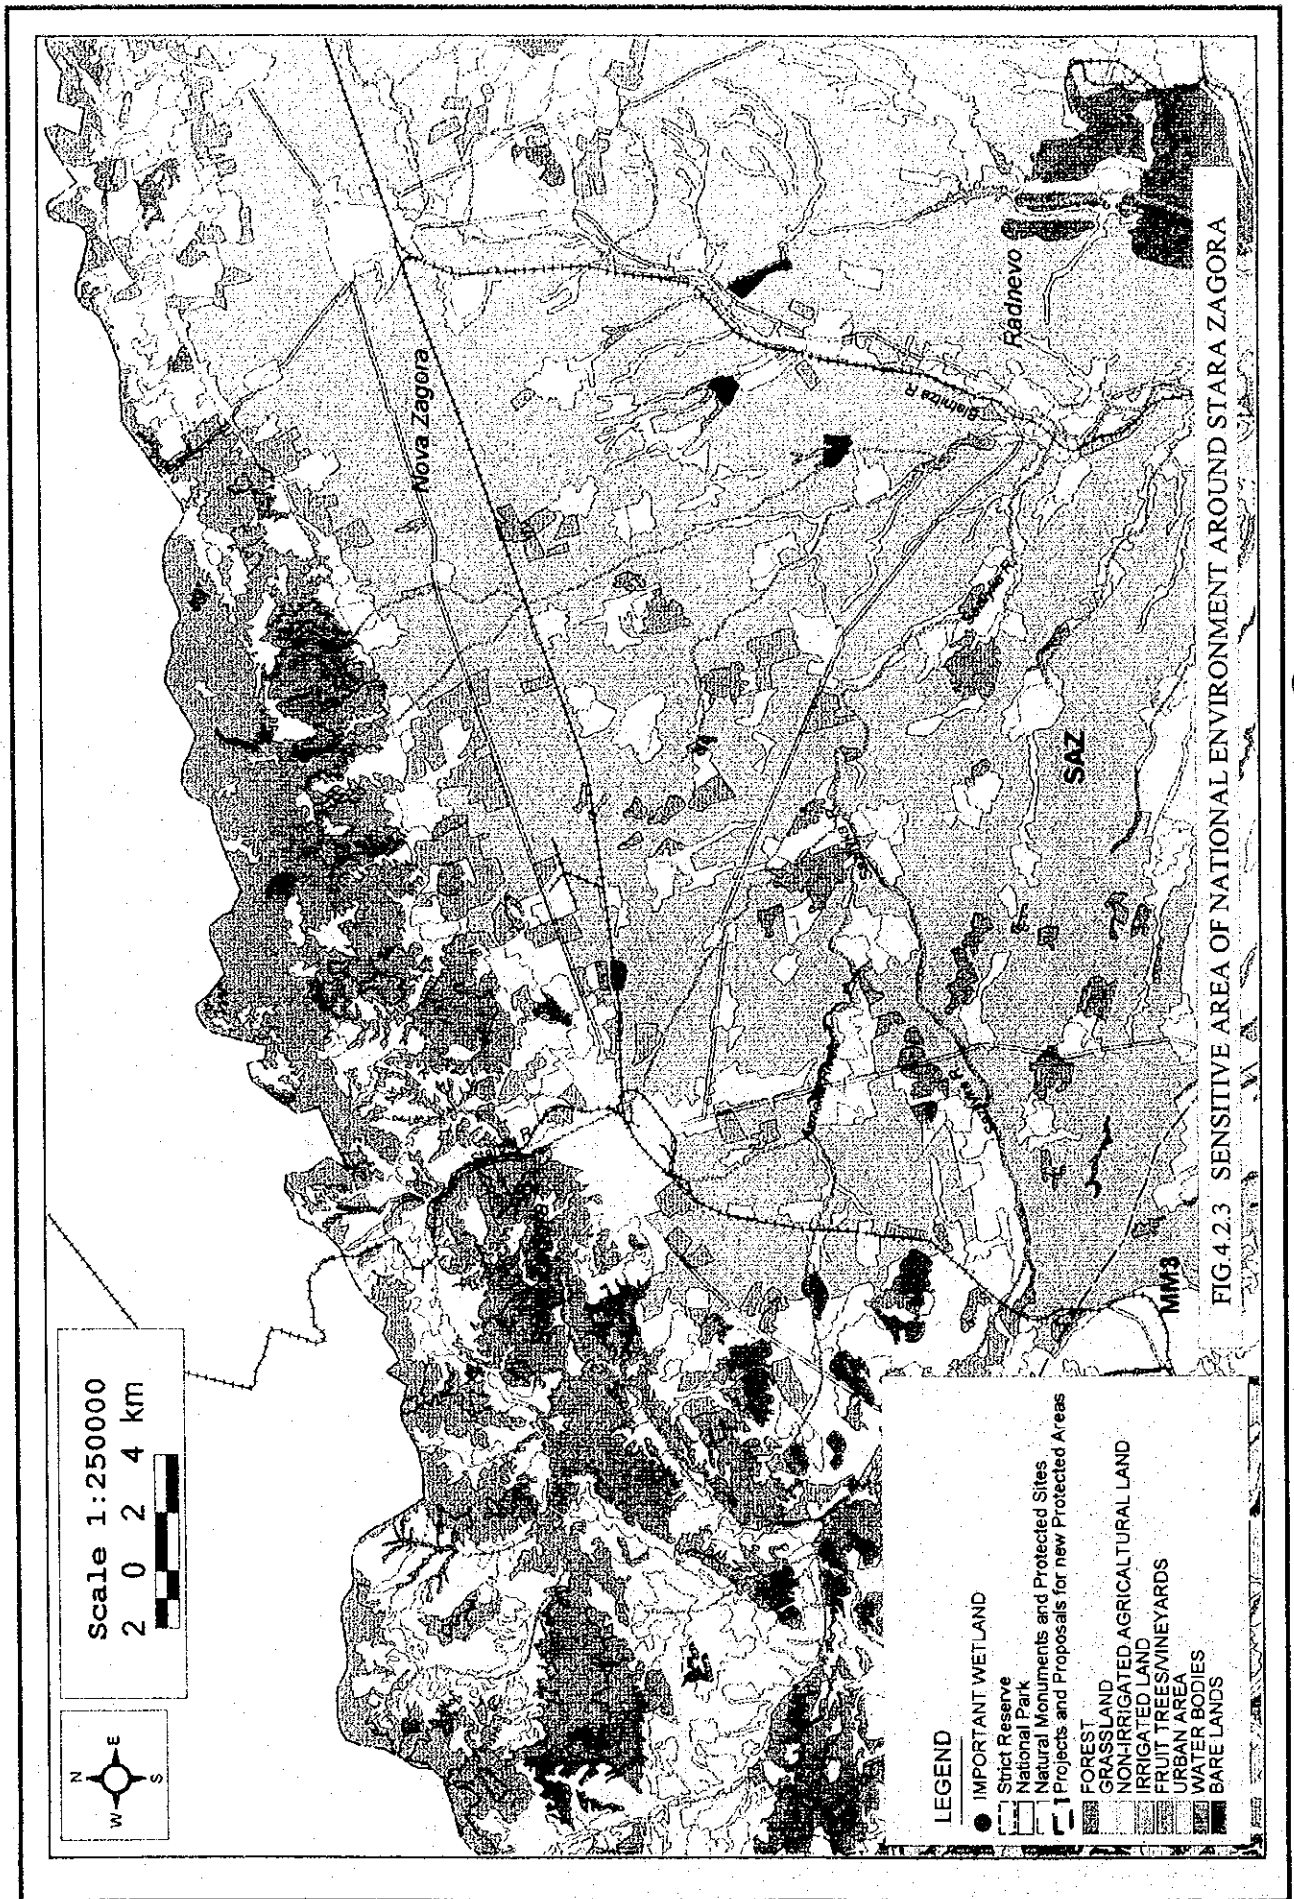 N
W
E
S
Scale 1:250000
2 0 2 4 km
Nova Zagora
Radnevo
Blatnitza R
Sazlyka R
SAZ
MM3
LEGEND
IMPORTANT WETLAND
Strict Reserve
National Park
Natural Monuments and Protected Sites
Projects and Proposals for new Protected Areas
FOREST
GRASSLAND
NON-IRRIGATED AGRICALTURAL LAND
IRRIGATED LAND
FRUIT TREES/VINEYARDS
URBAN AREA
WATER BODIES
BARE LANDS
FIG.4.2.3 SENSITIVE AREA OF NATIONAL ENVIRONMENT AROUND STARA ZAGORA